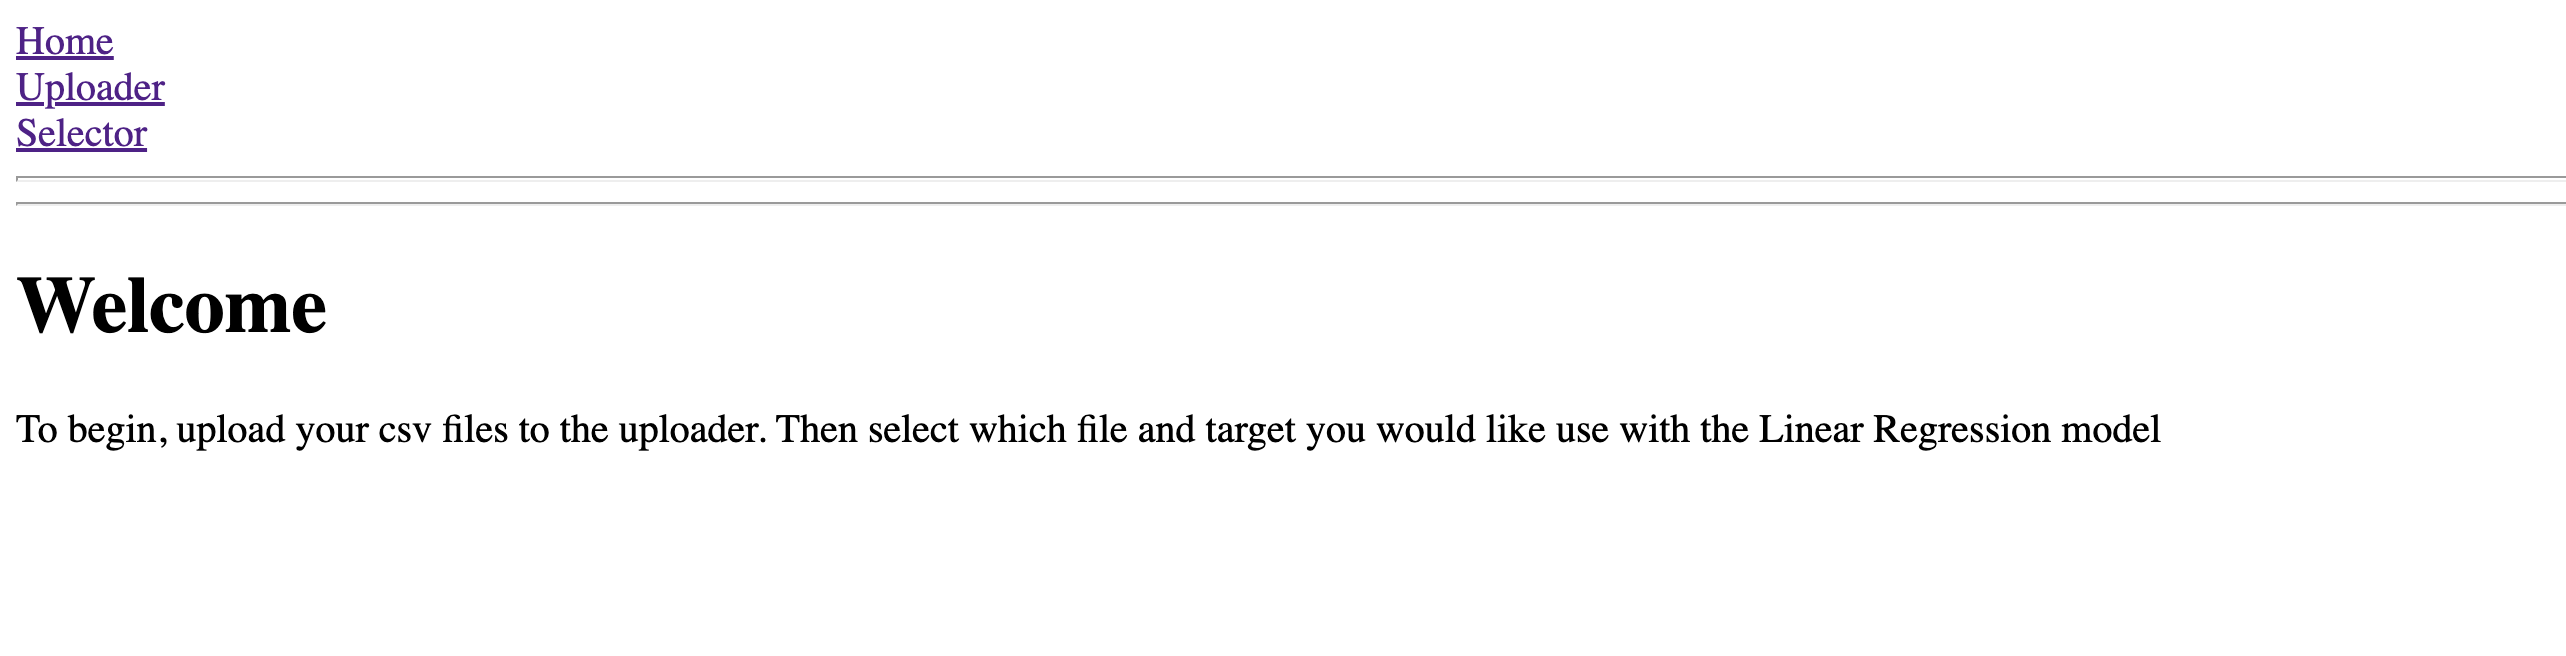 Home
Uploader
Selector
Welcome
To begin, upload your csv files to the uploader. Then select which file and target you would like use with the Linear Regression model